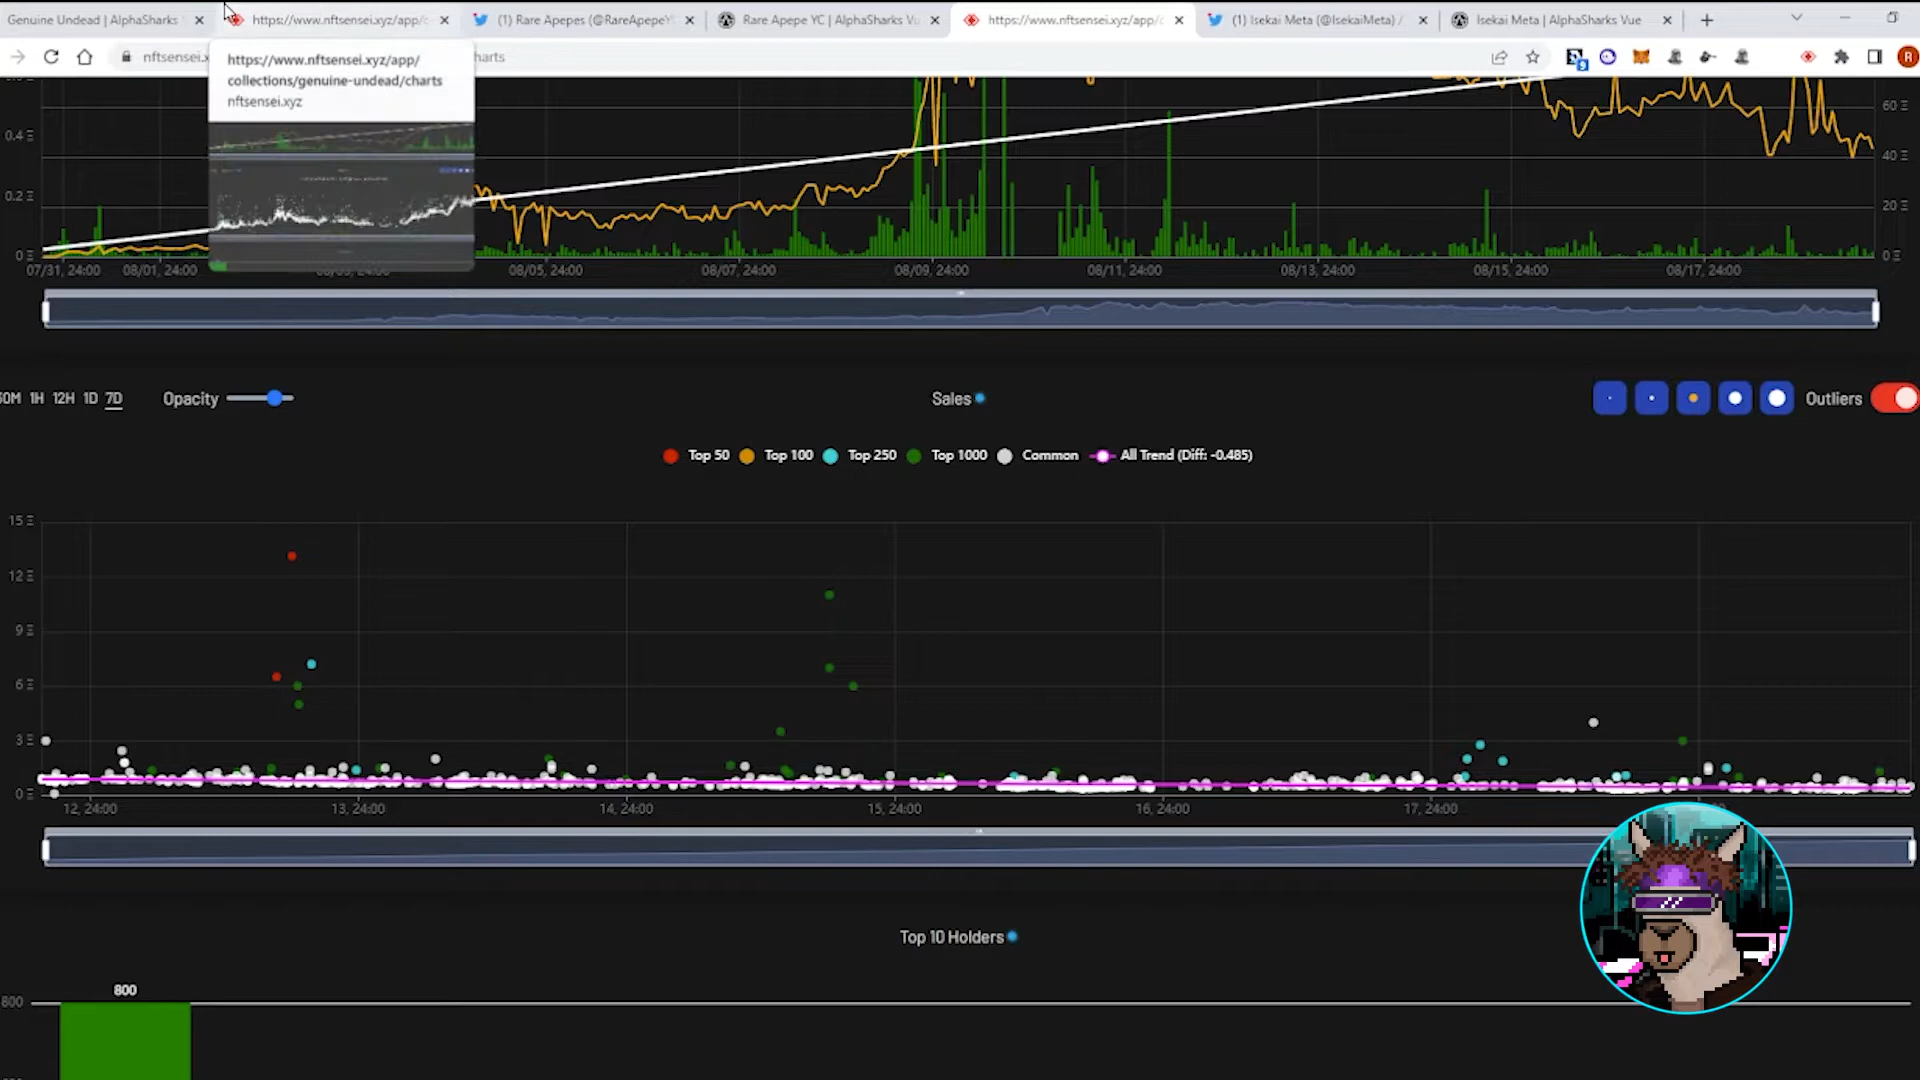 Genuine Undead | AlphaSharks
https://www.nftsensei.xyz/app/c
(1) Rare Apepes (@RareApepeY
Rare Apepe YC | AlphaSharks Vu
https://www.nftsensei.xyz/app/c
(1) Isekai Meta (@IsekaiMeta) /
Isekai Meta | AlphaSharks Vue
nftsensei.x
harts
9
R
https://www.nftsensei.xyz/app/
collections/genuine-undead/charts
nftsensei.xyz
0.4 Ξ
0.2 Ξ
0 Ξ
60 Ξ
40 Ξ
20 Ξ
0 Ξ
07/31, 24:00
08/01, 24:00
08/05, 24:00
08/07, 24:00
08/09, 24:00
08/11, 24:00
08/13, 24:00
08/15, 24:00
08/17, 24:00
30M 1H 12H 1D 7D
Opacity
Sales
Outliers
Top 50 Top 100 Top 250 Top 1000 Common All Trend (Diff: -0.485)
15 Ξ
12 Ξ
9 Ξ
6 Ξ
3 Ξ
0 Ξ
12, 24:00
13, 24:00
14, 24:00
15, 24:00
16, 24:00
17, 24:00
Top 10 Holders
800
800